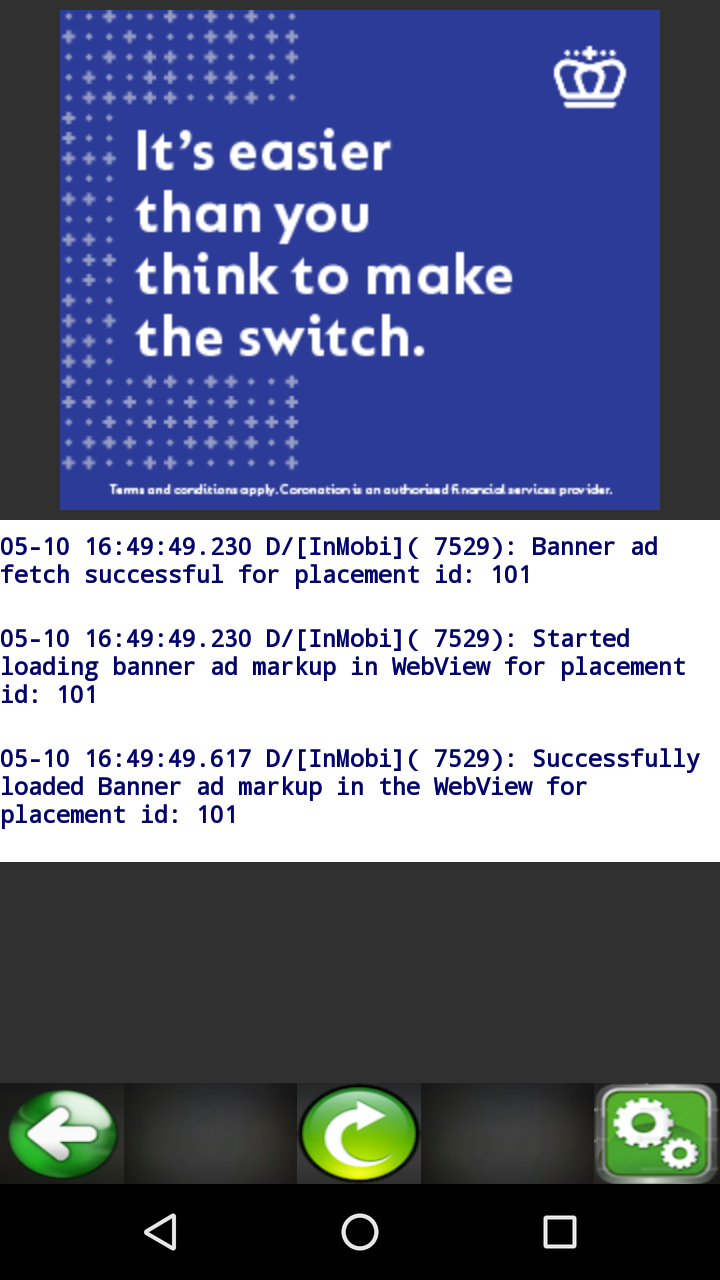 It's easier
than you
think to make
the switch.
Terms and conditions apply. Coronation is an authorised financial services provider.
05-10 16:49:49.230 D/[InMobi]( 7529): Banner ad
fetch successful for placement id: 101
05-10 16:49:49.230 D/[InMobi]( 7529): Started
loading banner ad markup in WebView for placement
id: 101
05-10 16:49:49.617 D/[InMobi]( 7529): Successfully
loaded Banner ad markup in the WebView for
placement id: 101